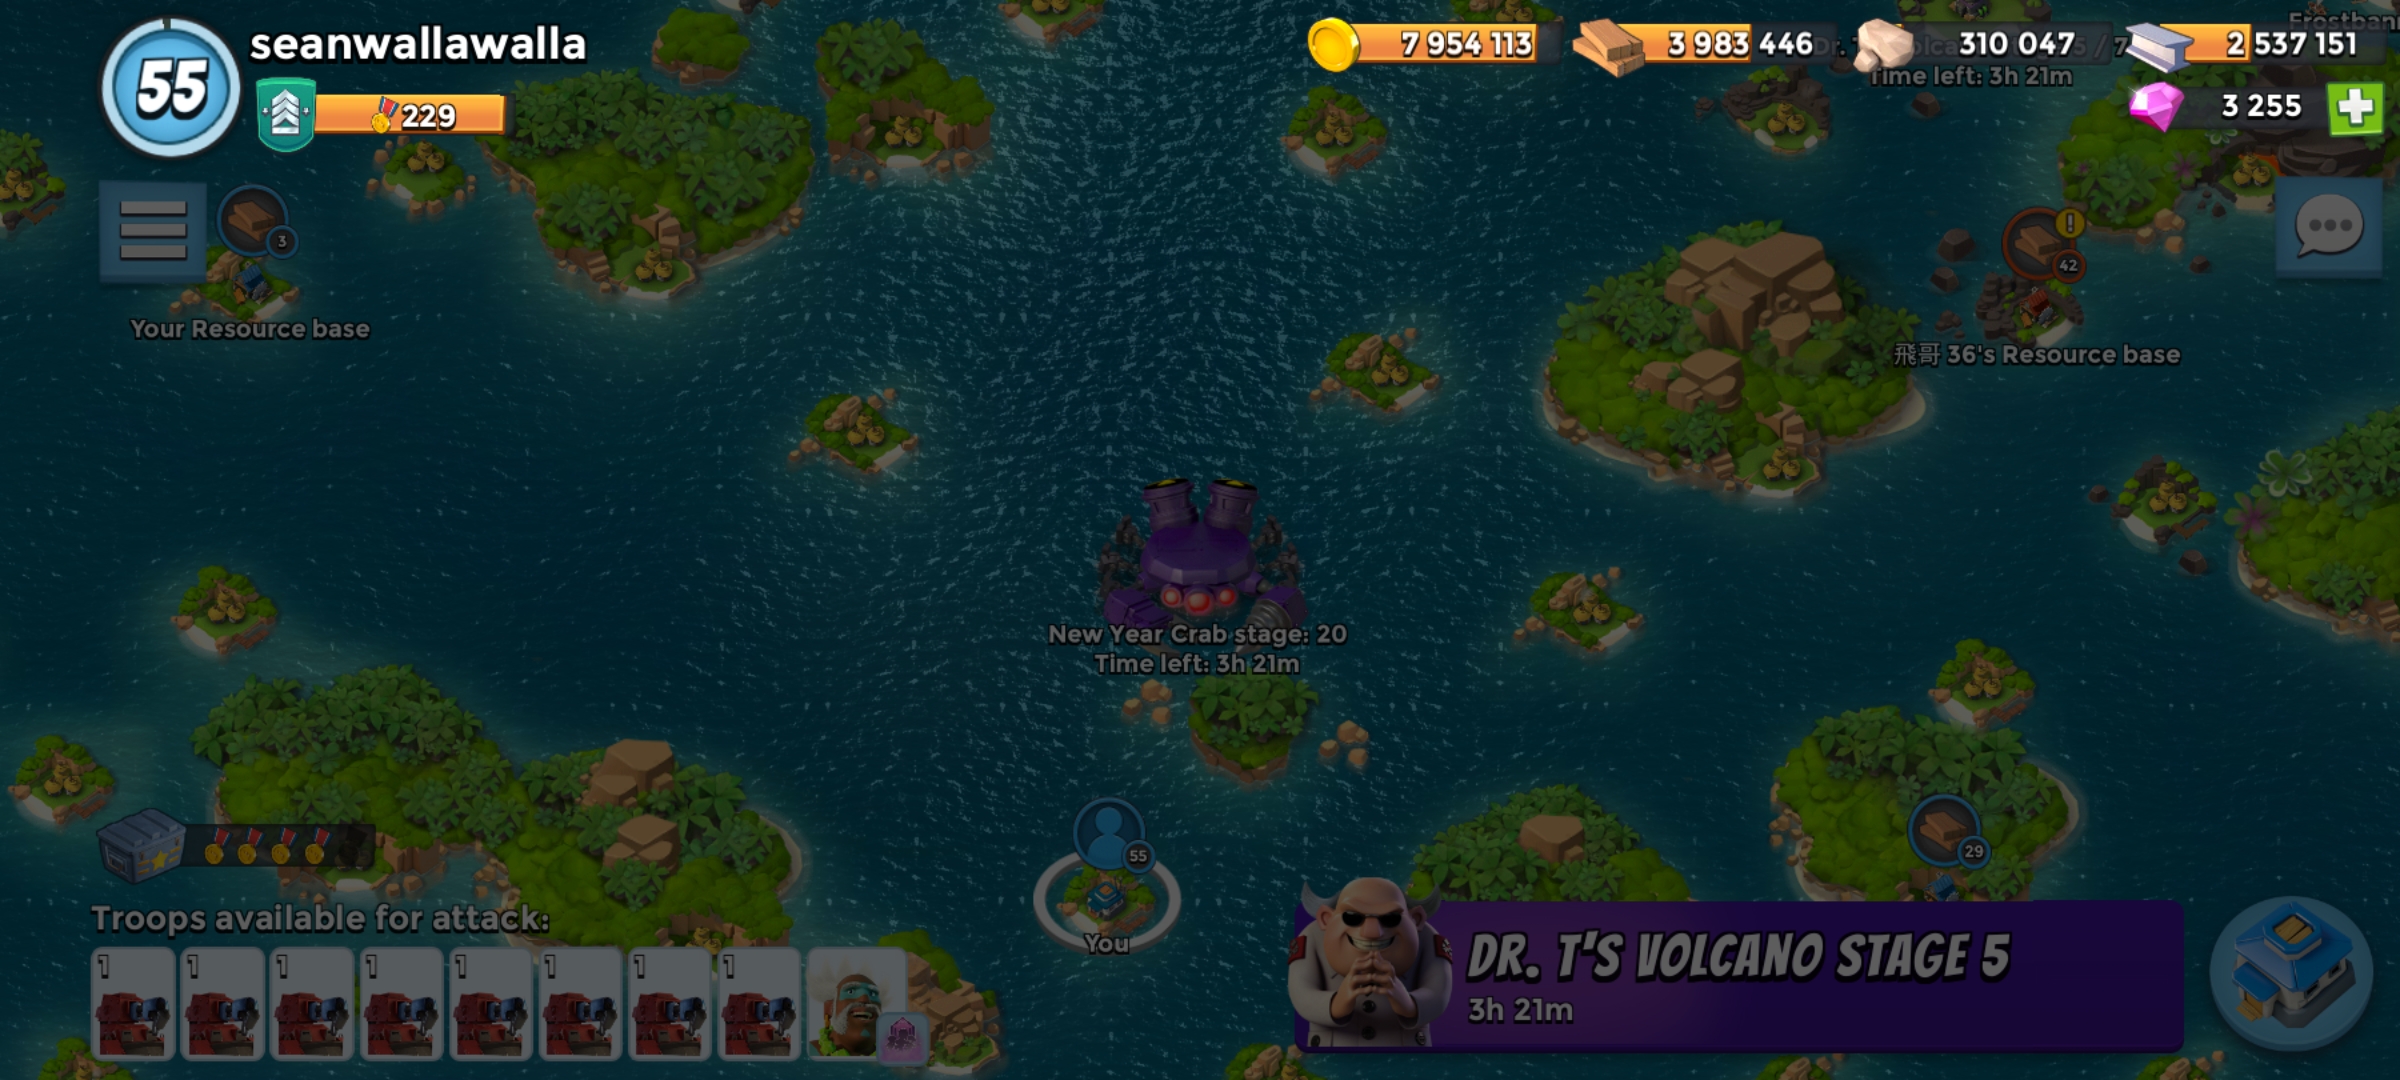 55
seanwallawalla
229
7 954 113
3 983 446
310 047
2 537 151
Time left: 3h 21m
3 255
3
Your Resource base
42
飛哥 36's Resource base
New Year Crab stage: 20
Time left: 3h 21m
55
You
29
Troops available for attack:
1 1 1 1 1 1 1 1
DR. T'S VOLCANO STAGE 5
3h 21m